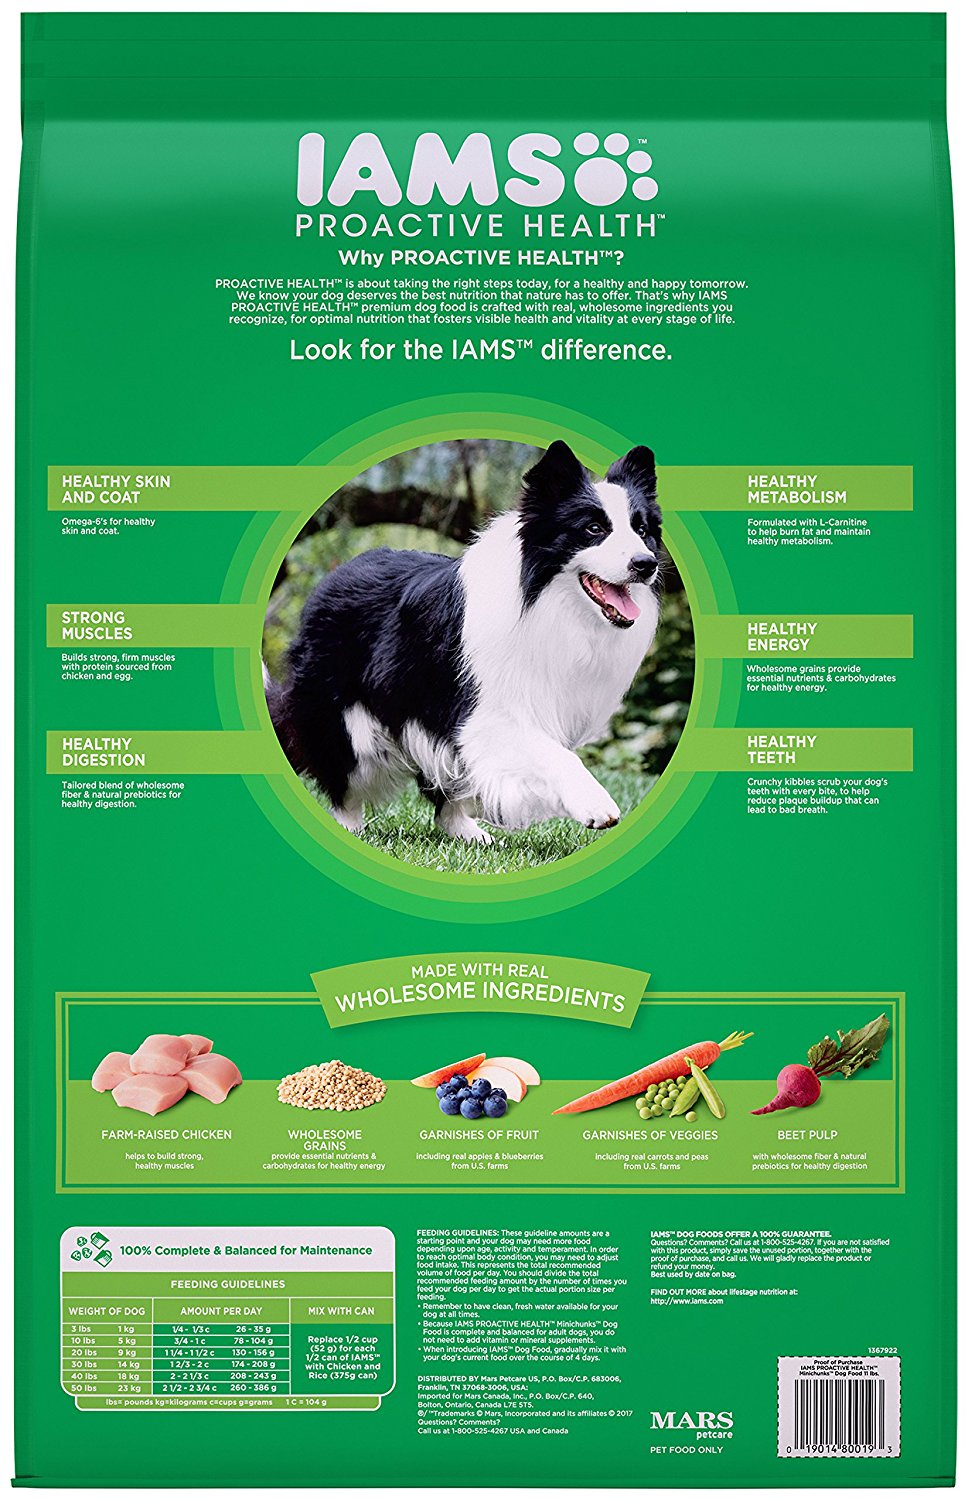 IAMS™
PROACTIVE HEALTH™
Why PROACTIVE HEALTH™?
PROACTIVE HEALTH™ is about taking the right steps today, for a healthy and happy tomorrow.
We know your dog deserves the best nutrition that nature has to offer. That's why IAMS
PROACTIVE HEALTH™ premium dog food is crafted with real, wholesome ingredients you
recognize, for optimal nutrition that fosters visible health and vitality at every stage of life.
Look for the IAMS™ difference.
HEALTHY SKIN
AND COAT
Omega-6's for healthy
skin and coat.
STRONG
MUSCLES
Builds strong, firm muscles
with protein sourced from
chicken and egg.
HEALTHY
DIGESTION
Tailored blend of wholesome
fiber & natural prebiotics for
healthy digestion.
HEALTHY
METABOLISM
Formulated with L-Carnitine
to help burn fat and maintain
healthy metabolism.
HEALTHY
ENERGY
Wholesome grains provide
essential nutrients & carbohydrates
for healthy energy.
HEALTHY
TEETH
Crunchy kibbles scrub your dog's
teeth with every bite, to help
reduce plaque buildup that can
lead to bad breath.
MADE WITH REAL
WHOLESOME INGREDIENTS
FARM-RAISED CHICKEN
helps to build strong,
healthy muscles
WHOLESOME
GRAINS
provide essential nutrients &
carbohydrates for healthy energy
GARNISHES OF FRUIT
including real apples & blueberries
from U.S. farms
GARNISHES OF VEGGIES
including real carrots and peas
from U.S. farms
BEET PULP
with wholesome fiber & natural
prebiotics for healthy digestion
100% Complete & Balanced for Maintenance
FEEDING GUIDELINES
WEIGHT OF DOG AMOUNT PER DAY MIX WITH CAN
3 lbs 1 kg 1/4 - 1/3 c 26 - 35 g
10 lbs 5 kg 3/4 - 1 c 78 - 104 g
20 lbs 9 kg 1 1/4 - 1 1/2 c 130 - 156 g
30 lbs 14 kg 1 2/3 - 2 c 174 - 208 g
40 lbs 18 kg 2 - 2 1/3 c 208 - 243 g
50 lbs 23 kg 2 1/2 - 2 3/4 c 260 - 386 g
Replace 1/2 cup
(52 g) for each
1/2 can of IAMS™
with Chicken and
Rice (375g can)
lbs= pounds kg=kilograms c=cups g=grams 1 C = 104 g
FEEDING GUIDELINES: These guideline amounts are a
starting point and your dog may need more food
depending upon age, activity and temperament. In order
to reach optimal body condition, you may need to adjust
food intake. This represents the total recommended
volume of food per day. You should divide the total
recommended feeding amount by the number of times you
feed your dog per day to get the actual portion size per
feeding.
• Remember to have clean, fresh water available for your
dog at all times.
• Because IAMS PROACTIVE HEALTH™ Minichunks™ Dog
Food is complete and balanced for adult dogs, you do
not need to add vitamin or mineral supplements.
• When introducing IAMS™ Dog Food, gradually mix it with
your dog's current food over the course of 4 days.
DISTRIBUTED BY Mars Petcare US, P.O. Box/C.P. 683006,
Franklin, TN 37068-3006, USA:
Imported for Mars Canada, Inc., P.O. Box/C.P. 640,
Bolton, Ontario, Canada L7E 5T5.
®/™Trademarks © Mars, Incorporated and its affiliates © 2017
Questions? Comments?
Call us at 1-800-525-4267 USA and Canada
IAMS™ DOG FOODS OFFER A 100% GUARANTEE.
Questions? Comments? Call us at 1-800-525-4267. If you are not satisfied
with this product, simply save the unused portion, together with the
proof of purchase, and call us. We will gladly replace the product or
refund your money.
Best used by date on bag.
FIND OUT MORE about lifestage nutrition at:
http://www.iams.com
MARS
petcare
PET FOOD ONLY
1367922
Proof of Purchase
IAMS PROACTIVE HEALTH™
Minichunks™ Dog Food 11 lbs.
0 19014 80019 3